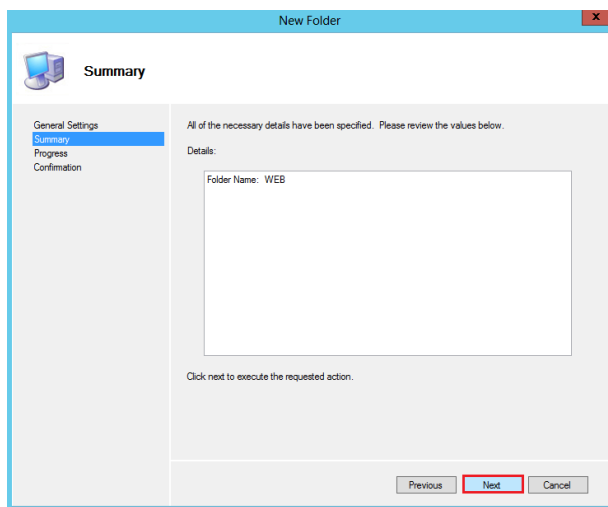 New Folder
x
Summary
General Settings
Summary
Progress
Confirmation
All of the necessary details have been specified. Please review the values below.
Details:
Folder Name: WEB
Click next to execute the requested action.
Previous Next Cancel